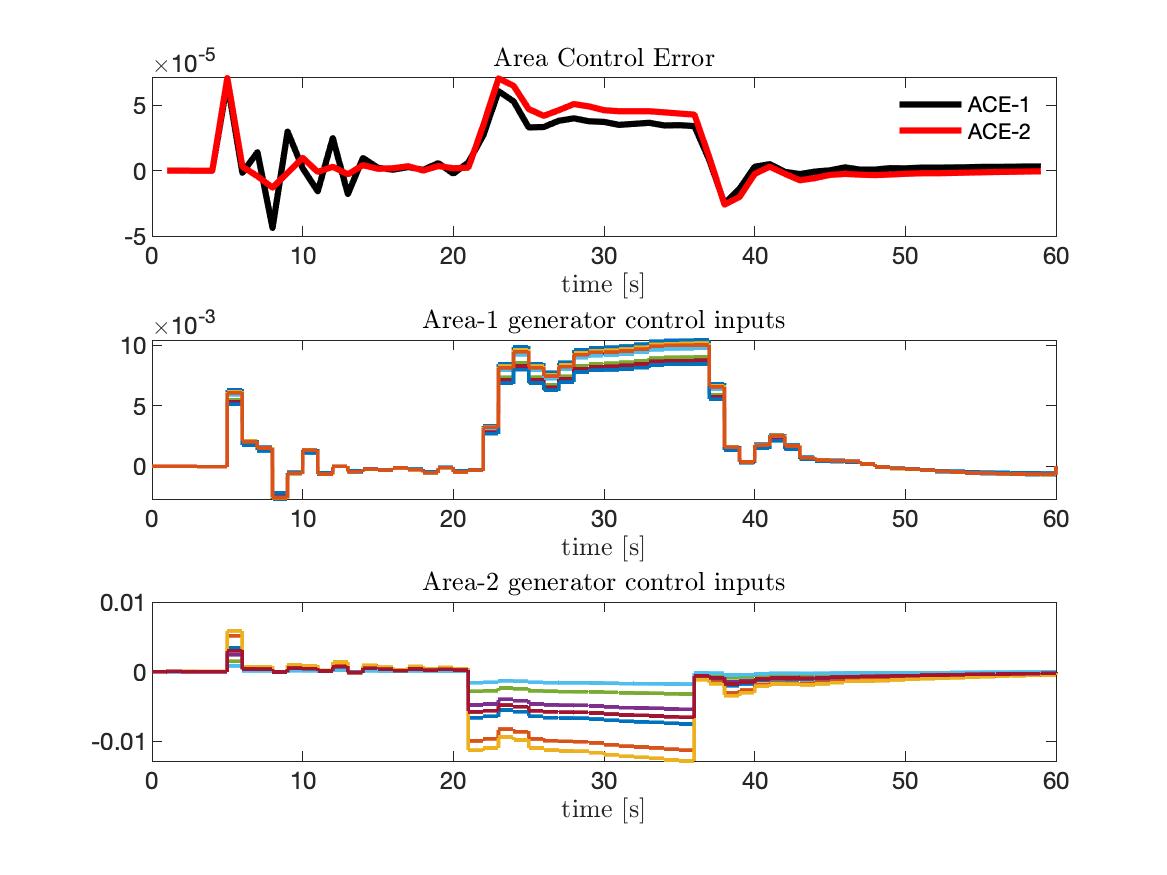 Area Control Error
×10-5
5
0
-5
ACE-1
ACE-2
0 10 20 30 40 50 60
time [s]
Area-1 generator control inputs
×10-3
10
5
0
0 10 20 30 40 50 60
time [s]
Area-2 generator control inputs
0.01
0
-0.01
0 10 20 30 40 50 60
time [s]